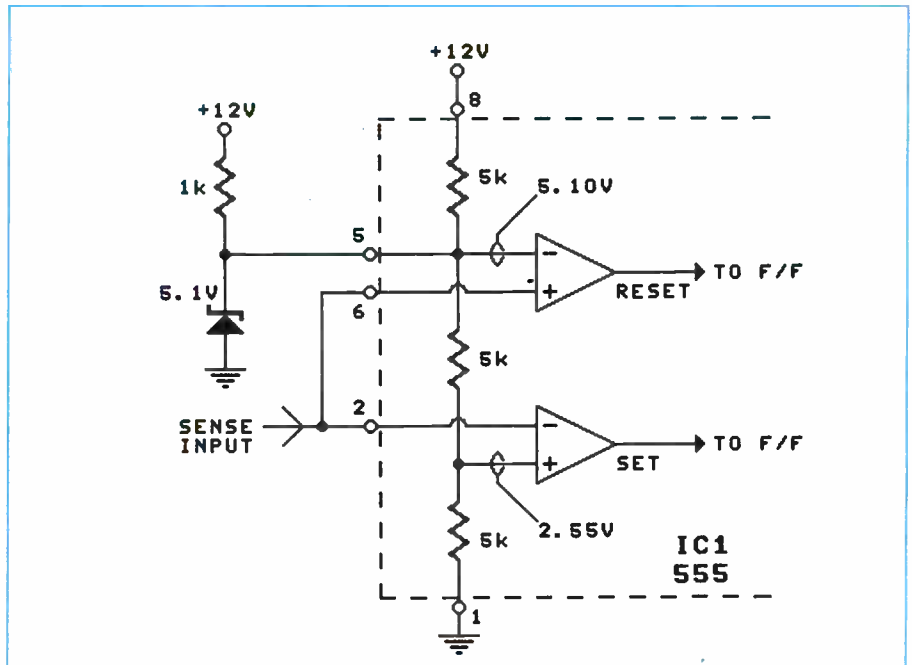 +12V
8
+12V
1k
5k
5.10V
5
−
TO F/F
6
+
RESET
5.1V
5k
2
−
SENSE
INPUT
TO F/F
+
SET
2.55V
5k
IC1
555
1